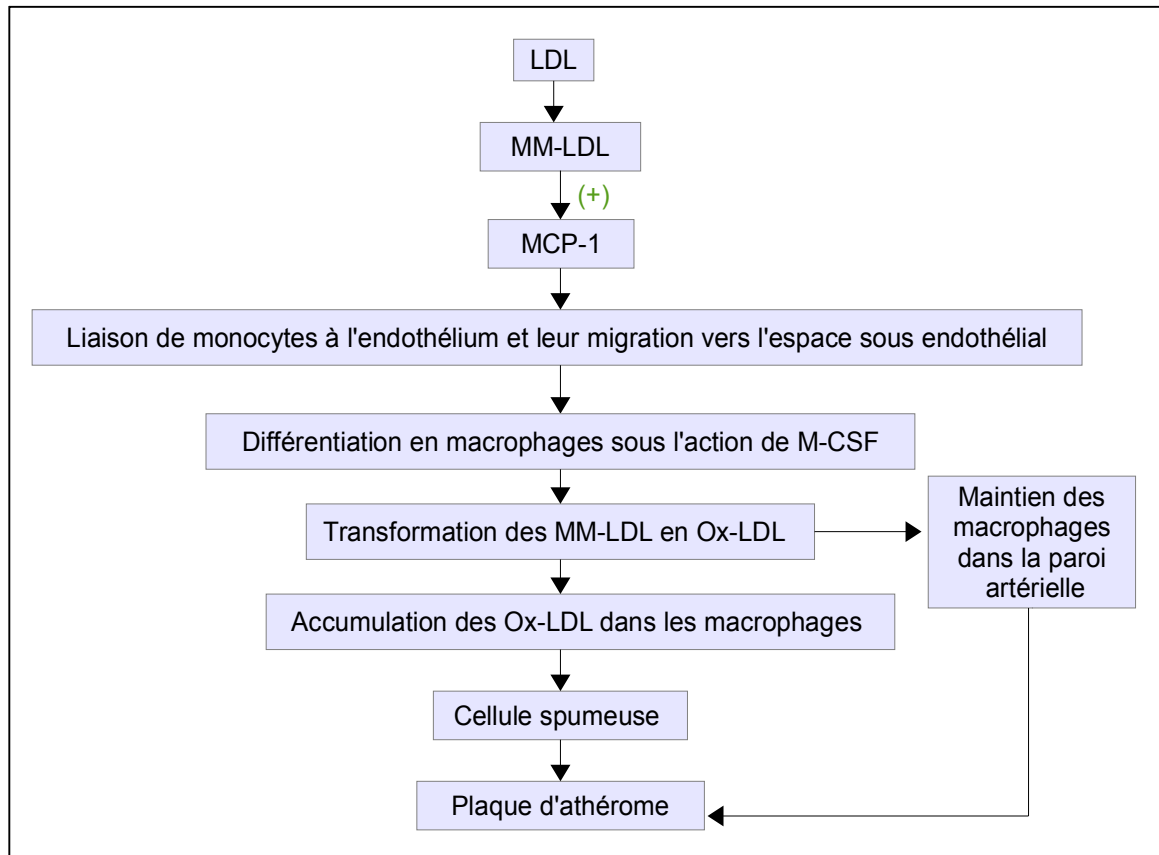 LDL
MM-LDL
(+)
MCP-1
Liaison de monocytes à l'endothélium et leur migration vers l'espace sous endothélial
Différentiation en macrophages sous l'action de M-CSF
Transformation des MM-LDL en Ox-LDL
Maintien des
macrophages
dans la paroi
artérielle
Accumulation des Ox-LDL dans les macrophages
Cellule spumeuse
Plaque d'athérome